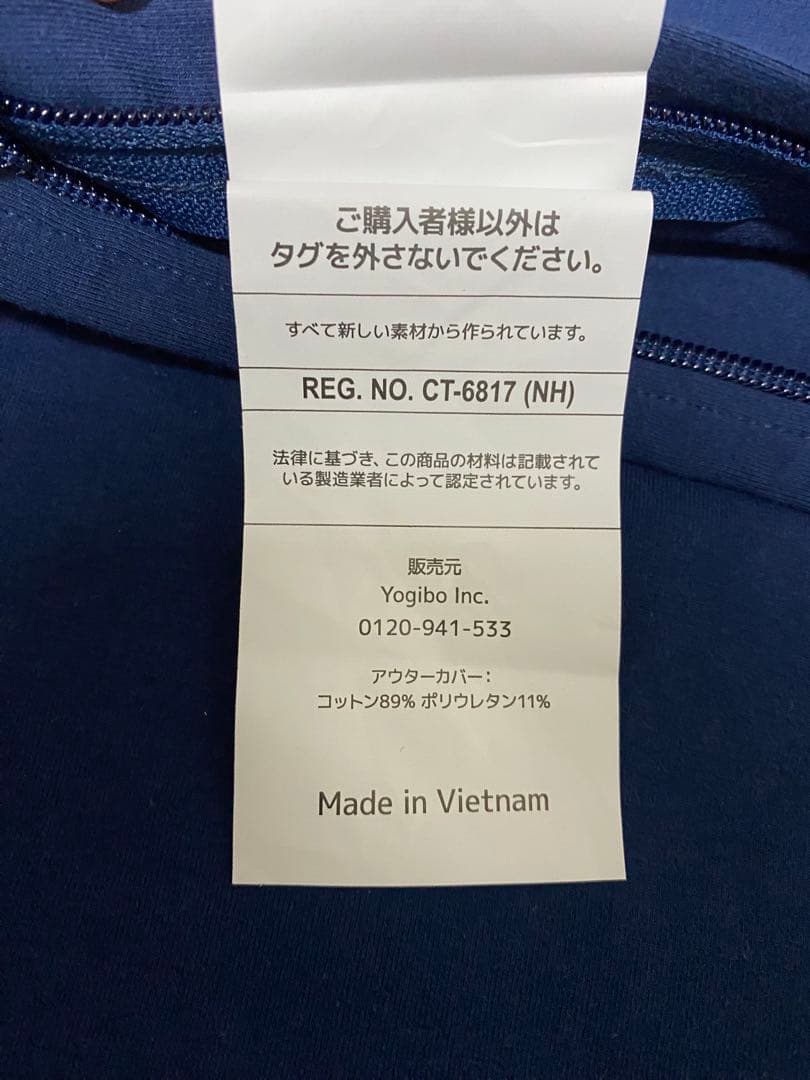 ご購入者様以外は
タグを外さないでください。
すべて新しい素材から作られています。
REG. NO. CT-6817 (NH)
法律に基づき、この商品の材料は記載されて
いる製造業者によって認定されています。
販売元
Yogibo Inc.
0120-941-533
アウターカバー：
コットン89% ポリウレタン11%
Made in Vietnam